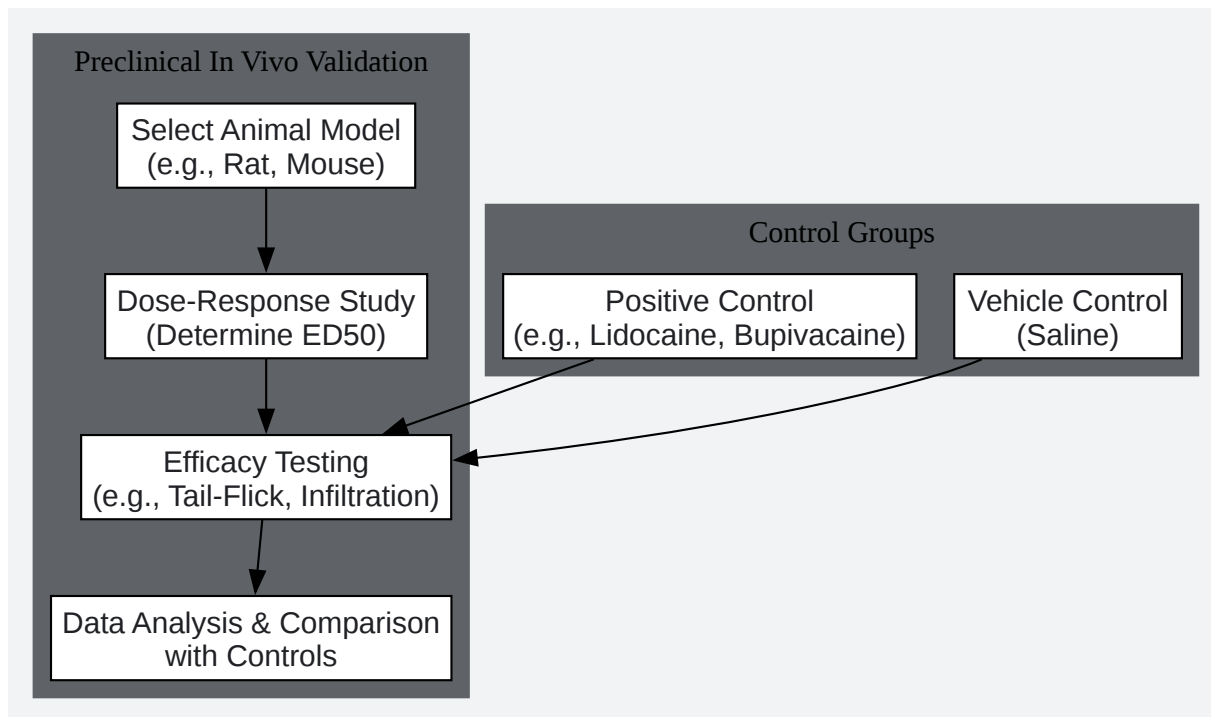 Preclinical In Vivo Validation
Select Animal Model
(e.g., Rat, Mouse)
Dose-Response Study
(Determine ED50)
Efficacy Testing
(e.g., Tail-Flick, Infiltration)
Data Analysis & Comparison
with Controls
Control Groups
Positive Control
(e.g., Lidocaine, Bupivacaine)
Vehicle Control
(Saline)